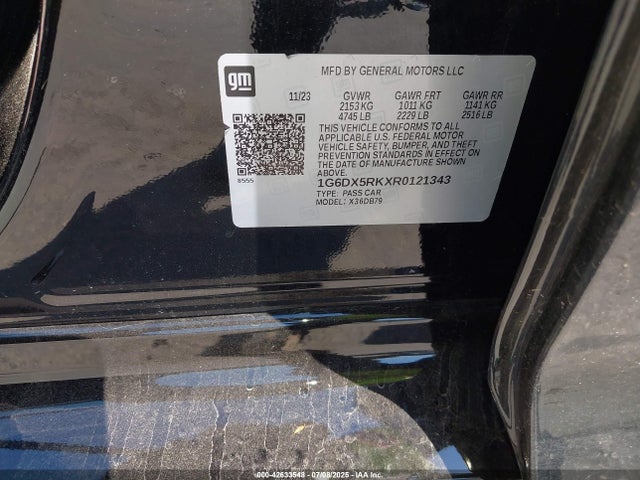 gm
MFD BY GENERAL MOTORS LLC
11/23 GVWR GAWR FRT GAWR RR
2153 KG 1011 KG 1141 KG
4745 LB 2229 LB 2516 LB
THIS VEHICLE CONFORMS TO ALL
APPLICABLE U.S. FEDERAL MOTOR
VEHICLE SAFETY, BUMPER, AND THEFT
PREVENTION STANDARDS IN EFFECT ON
THE DATE OF MANUFACTURE SHOWN
ABOVE.
8555
1G6DX5RKXR0121343
TYPE: PASS CAR
MODEL: X36DB79
000-42633548 - 07/08/2025 - IAA Inc.